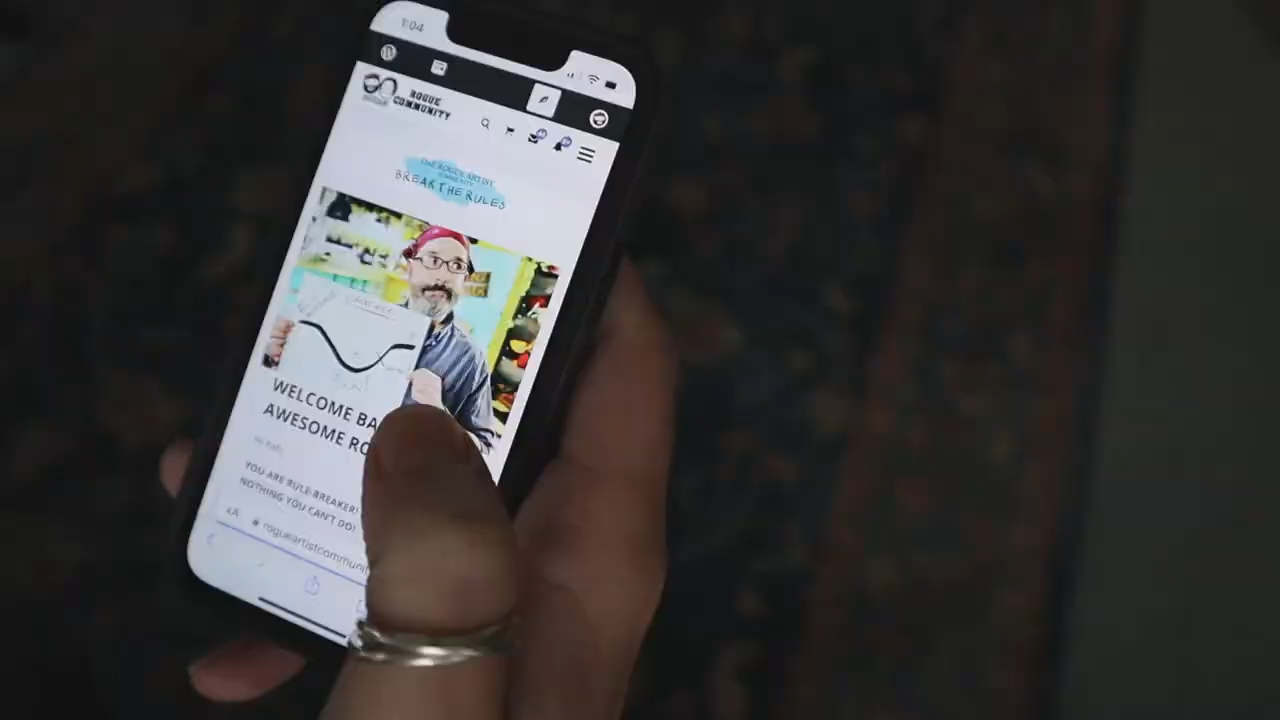 1:04
ROGUE
COMMUNITY
THE ROGUE ARTIST
COMMUNITY
BREAK THE RULES
WELCOME BA
AWESOME RO
YOU ARE RULE-BREAKER!
NOTHING YOU CAN'T DO!
AA
rogueartistcommuni